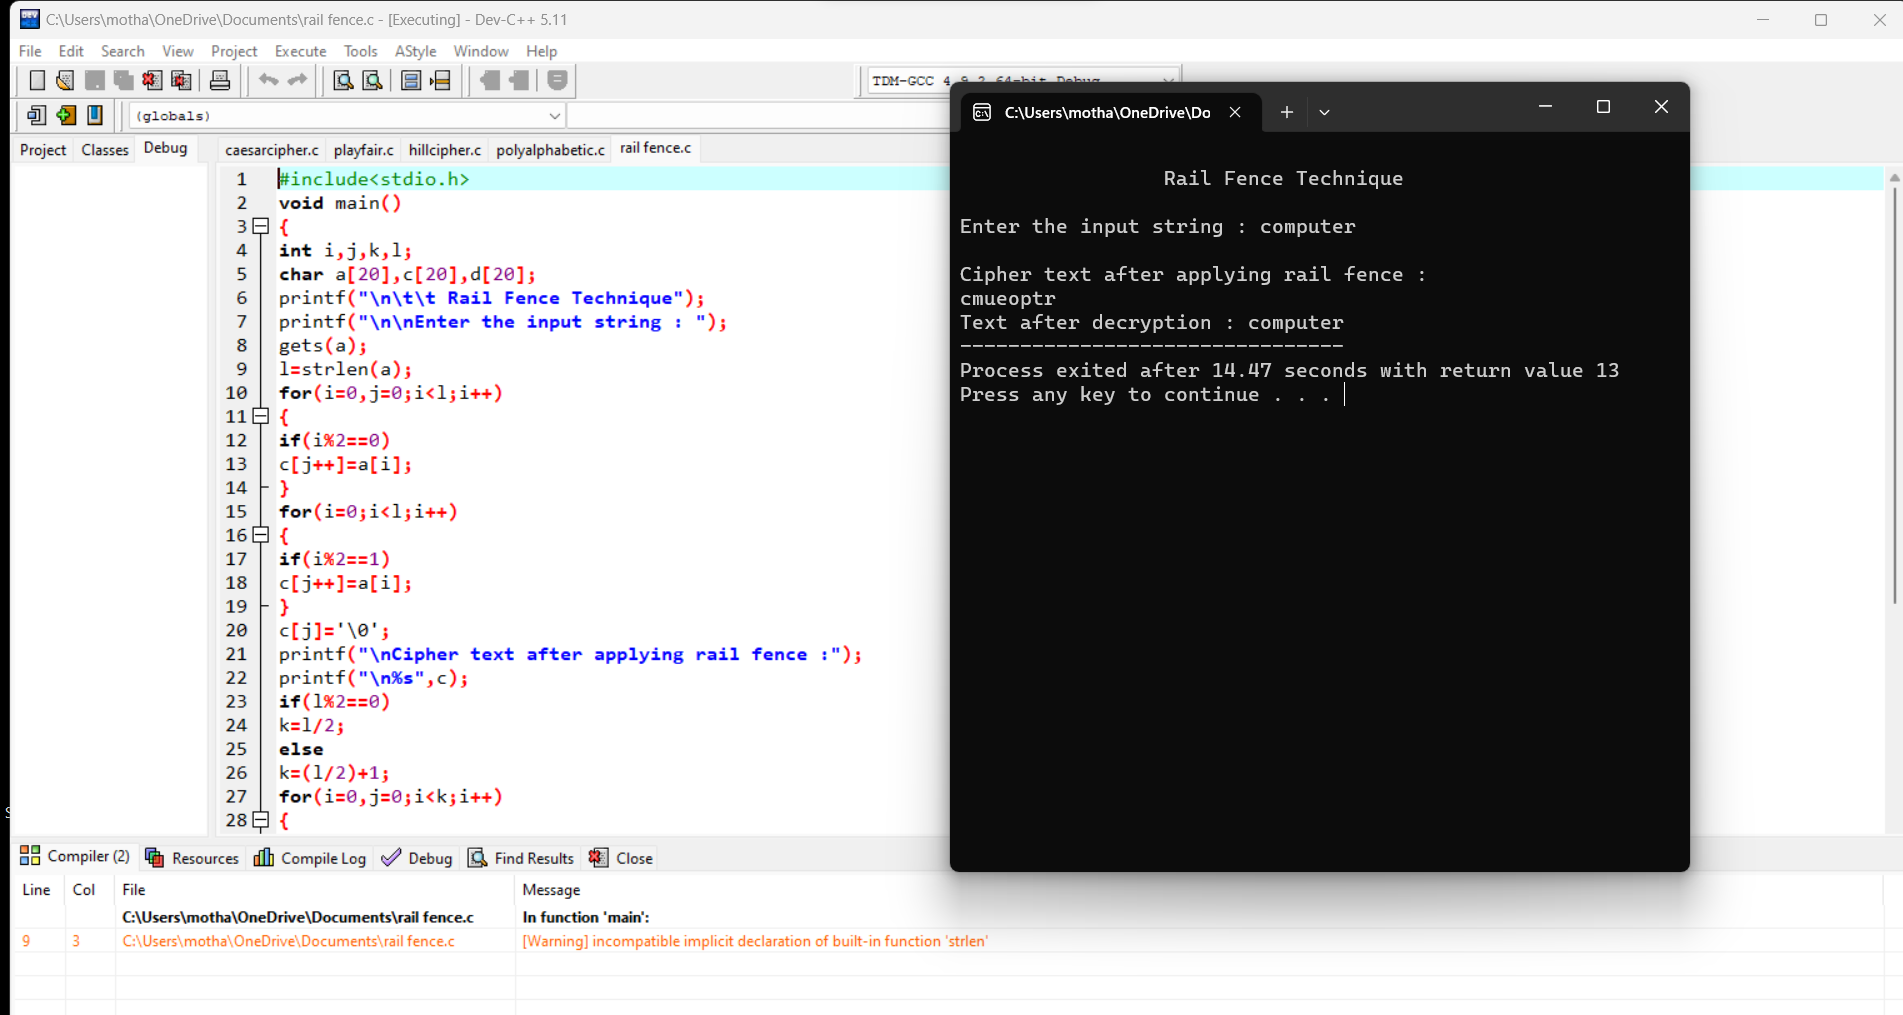 C:\Users\motha\OneDrive\Documents\rail fence.c - [Executing] - Dev-C++ 5.11
File Edit Search View Project Execute Tools AStyle Window Help
TDM-GCC 4.9.2 64-bit Debug
(globals)
Project Classes Debug
caesarcipher.c playfair.c hillcipher.c polyalphabetic.c rail fence.c
1 #include<stdio.h>
2 void main()
3 {
4 int i,j,k,l;
5 char a[20],c[20],d[20];
6 printf("\n\t\t Rail Fence Technique");
7 printf("\n\nEnter the input string : ");
8 gets(a);
9 l=strlen(a);
10 for(i=0,j=0;i<l;i++)
11 {
12 if(i%2==0)
13 c[j++]=a[i];
14 }
15 for(i=0;i<l;i++)
16 {
17 if(i%2==1)
18 c[j++]=a[i];
19 }
20 c[j]='\0';
21 printf("\nCipher text after applying rail fence :");
22 printf("\n%s",c);
23 if(l%2==0)
24 k=l/2;
25 else
26 k=(l/2)+1;
27 for(i=0,j=0;i<k;i++)
28 {
C:\Users\motha\OneDrive\Do
Rail Fence Technique
Enter the input string : computer
Cipher text after applying rail fence :
cmueoptr
Text after decryption : computer
--------------------------------
Process exited after 14.47 seconds with return value 13
Press any key to continue . . .
Compiler (2) Resources Compile Log Debug Find Results Close
Line Col File Message
C:\Users\motha\OneDrive\Documents\rail fence.c In function 'main':
9 3 C:\Users\motha\OneDrive\Documents\rail fence.c [Warning] incompatible implicit declaration of built-in function 'strlen'